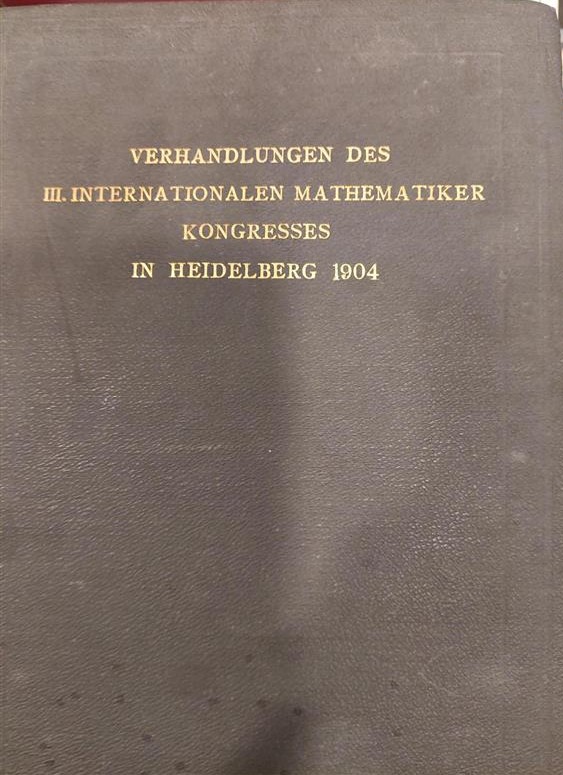 VERHANDLUNGEN DES
III. INTERNATIONALEN MATHEMATIKER
KONGRESSES
IN HEIDELBERG 1904